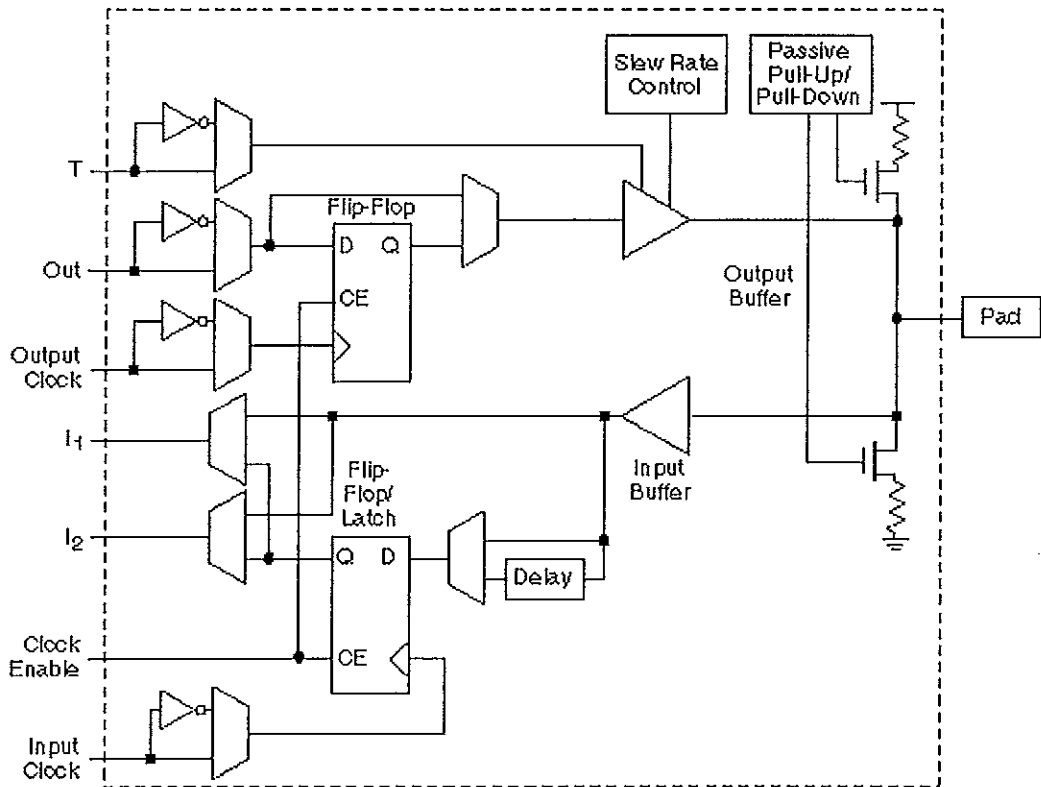 Slew Rate
Control
Passive
Pull-Up/
Pull-Down
T
Flip-Flop
D Q
Out
CE
Output
Buffer
Pad
Output
Clock
I1
Flip-
Flop/
Latch
Input
Buffer
I2
Q D
Delay
Clock
Enable
CE
Input
Clock